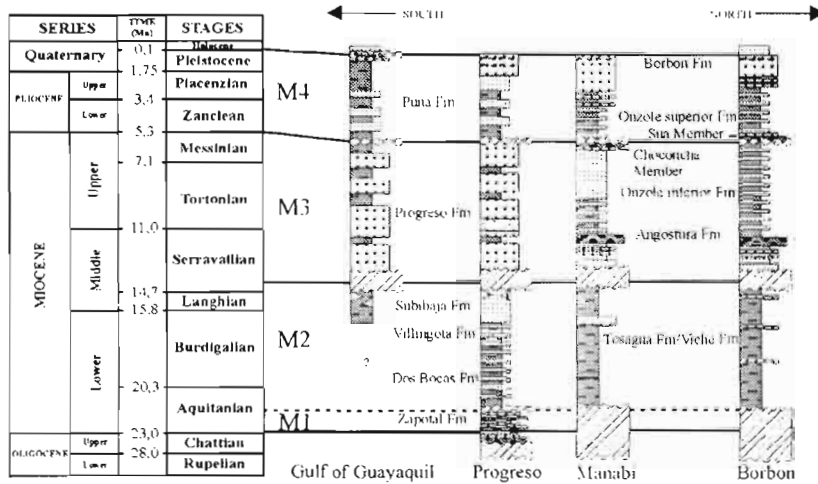 SOUTH NORTH
SERIES TIME (Ma) STAGES
Quaternary 0,1 Holocene
Pleistocene Borbon Fm
1,75
PLIOCENE Upper Piacenzian M4
3,4 Puna Fm
Lower Zanclean Onzole superior Fm
5,3 Sua Member
MIOCENE Upper Messinian Choconcha Member
7,1
Tortonian M3 Onzole inferior Fm
Progreso Fm
11,0 Angostura Fm
Middle Serravallian
14,7
Langhian Subibaja Fm
15,8
Lower Burdigalian M2 Villingota Fm Tosagua Fm/Viche Fm
?
Dos Bocas Fm
20,3
Aquitanian
M1 Zapotal Fm
23,0
OLIGOCENE Upper Chattian
28,0
Lower Rupelian
Gulf of Guayaquil Progreso Manabi Borbon